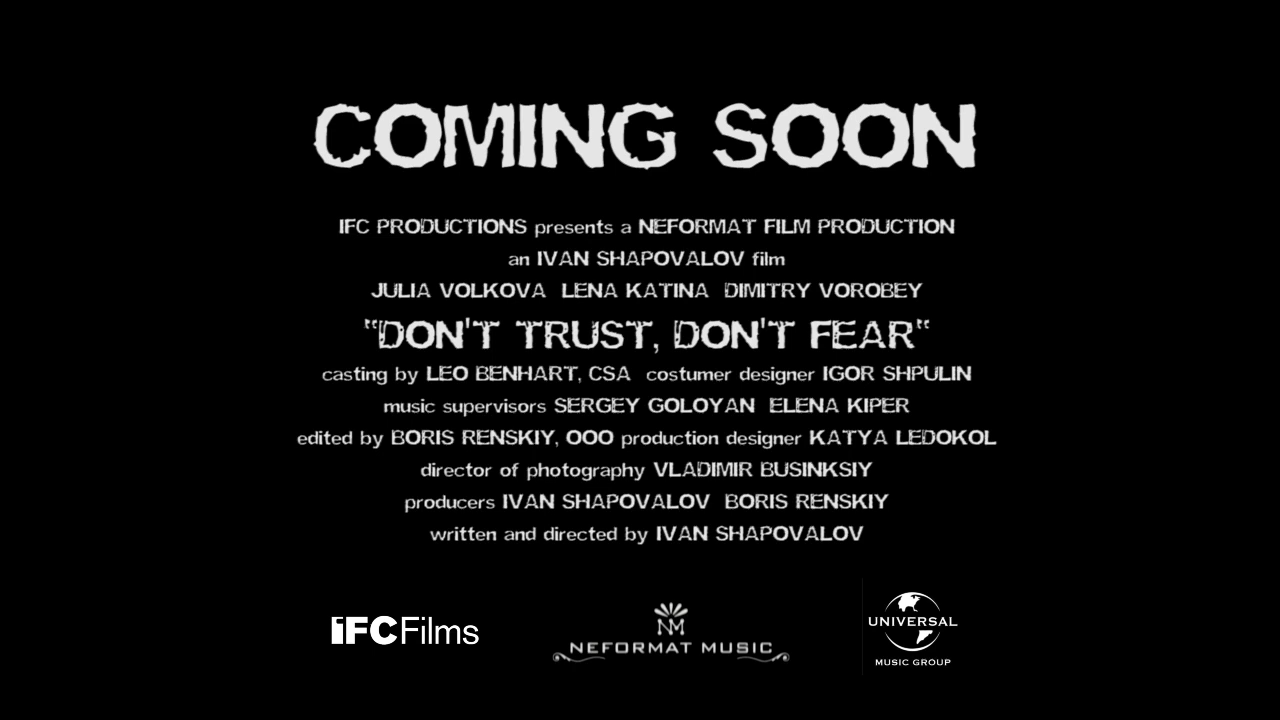 COMING SOON
IFC PRODUCTIONS presents a NEFORMAT FILM PRODUCTION
an IVAN SHAPOVALOV film
JULIA VOLKOVA LENA KATINA DIMITRY VOROBEY
"DON'T TRUST, DON'T FEAR"
casting by LEO BENHART, CSA costumer designer IGOR SHPULIN
music supervisors SERGEY GOLOYAN ELENA KIPER
edited by BORIS RENSKIY, OOO production designer KATYA LEDOKOL
director of photography VLADIMIR BUSINKSIY
producers IVAN SHAPOVALOV BORIS RENSKIY
written and directed by IVAN SHAPOVALOV
IFC Films
NM
NEFORMAT MUSIC
UNIVERSAL
MUSIC GROUP